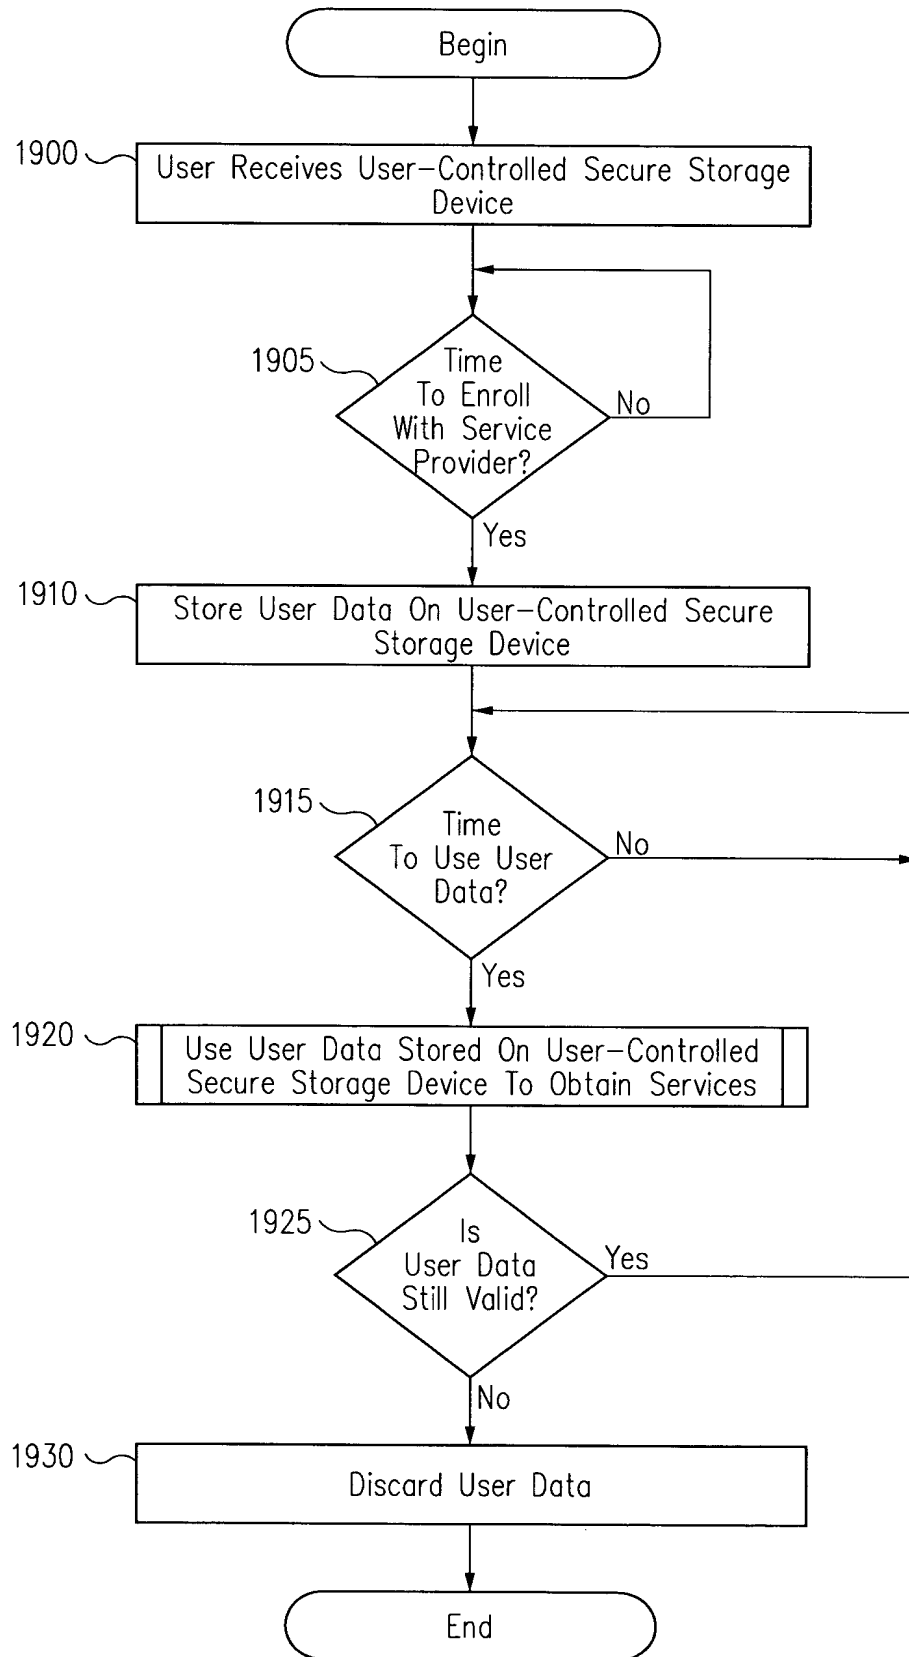 Begin
1900
User Receives User-Controlled Secure Storage
Device
1905
Time
To Enroll
With Service
Provider?
No
Yes
1910
Store User Data On User-Controlled Secure
Storage Device
1915
Time
To Use User
Data?
No
Yes
1920
Use User Data Stored On User-Controlled
Secure Storage Device To Obtain Services
1925
Is
User Data
Still Valid?
Yes
No
1930
Discard User Data
End